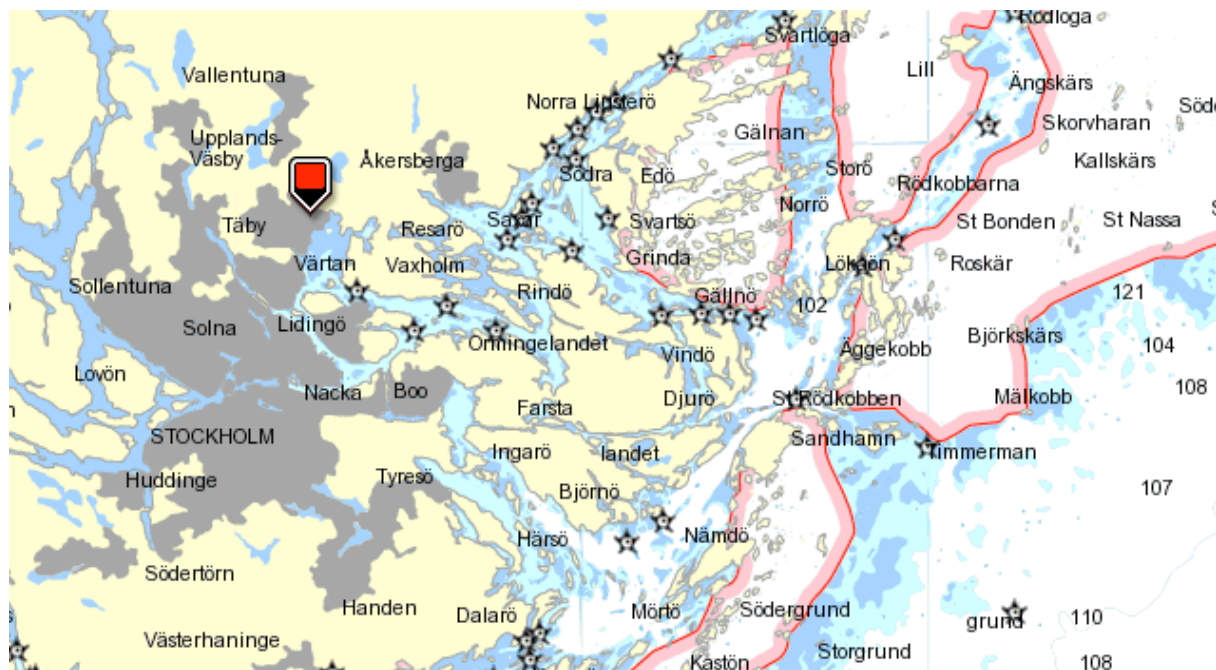 Rödlöga
Svartlöga
Lill
Vallentuna
Ängskärs
Norra Ljusterö
Söde
Skorvharan
Gälnan
Upplands-
Väsby
Åkersberga
Kallskärs
Södra
Edö
Storö
Rödkobbarna
Norrö
Saxar
Svartsö
St Bonden
St Nassa
Täby
Resarö
Grinda
Värtan
Vaxholm
Lökaön
Roskär
Sollentuna
Rindö
Gällnö
102
121
Solna
Lidingö
Björkskärs
Ormingelandet
Vindö
Äggekobb
104
Lovön
Nacka
Boo
Djurö
St Rödkobben
Mälkobb
108
Farsta
STOCKHOLM
Sandhamn
Ingarö
landet
Timmerman
Huddinge
Tyresö
Björnö
107
Härsö
Nämdö
Södertörn
Handen
Dalarö
Mörtö
Södergrund
grund
110
Västerhaninge
Storgrund
Kastön
108